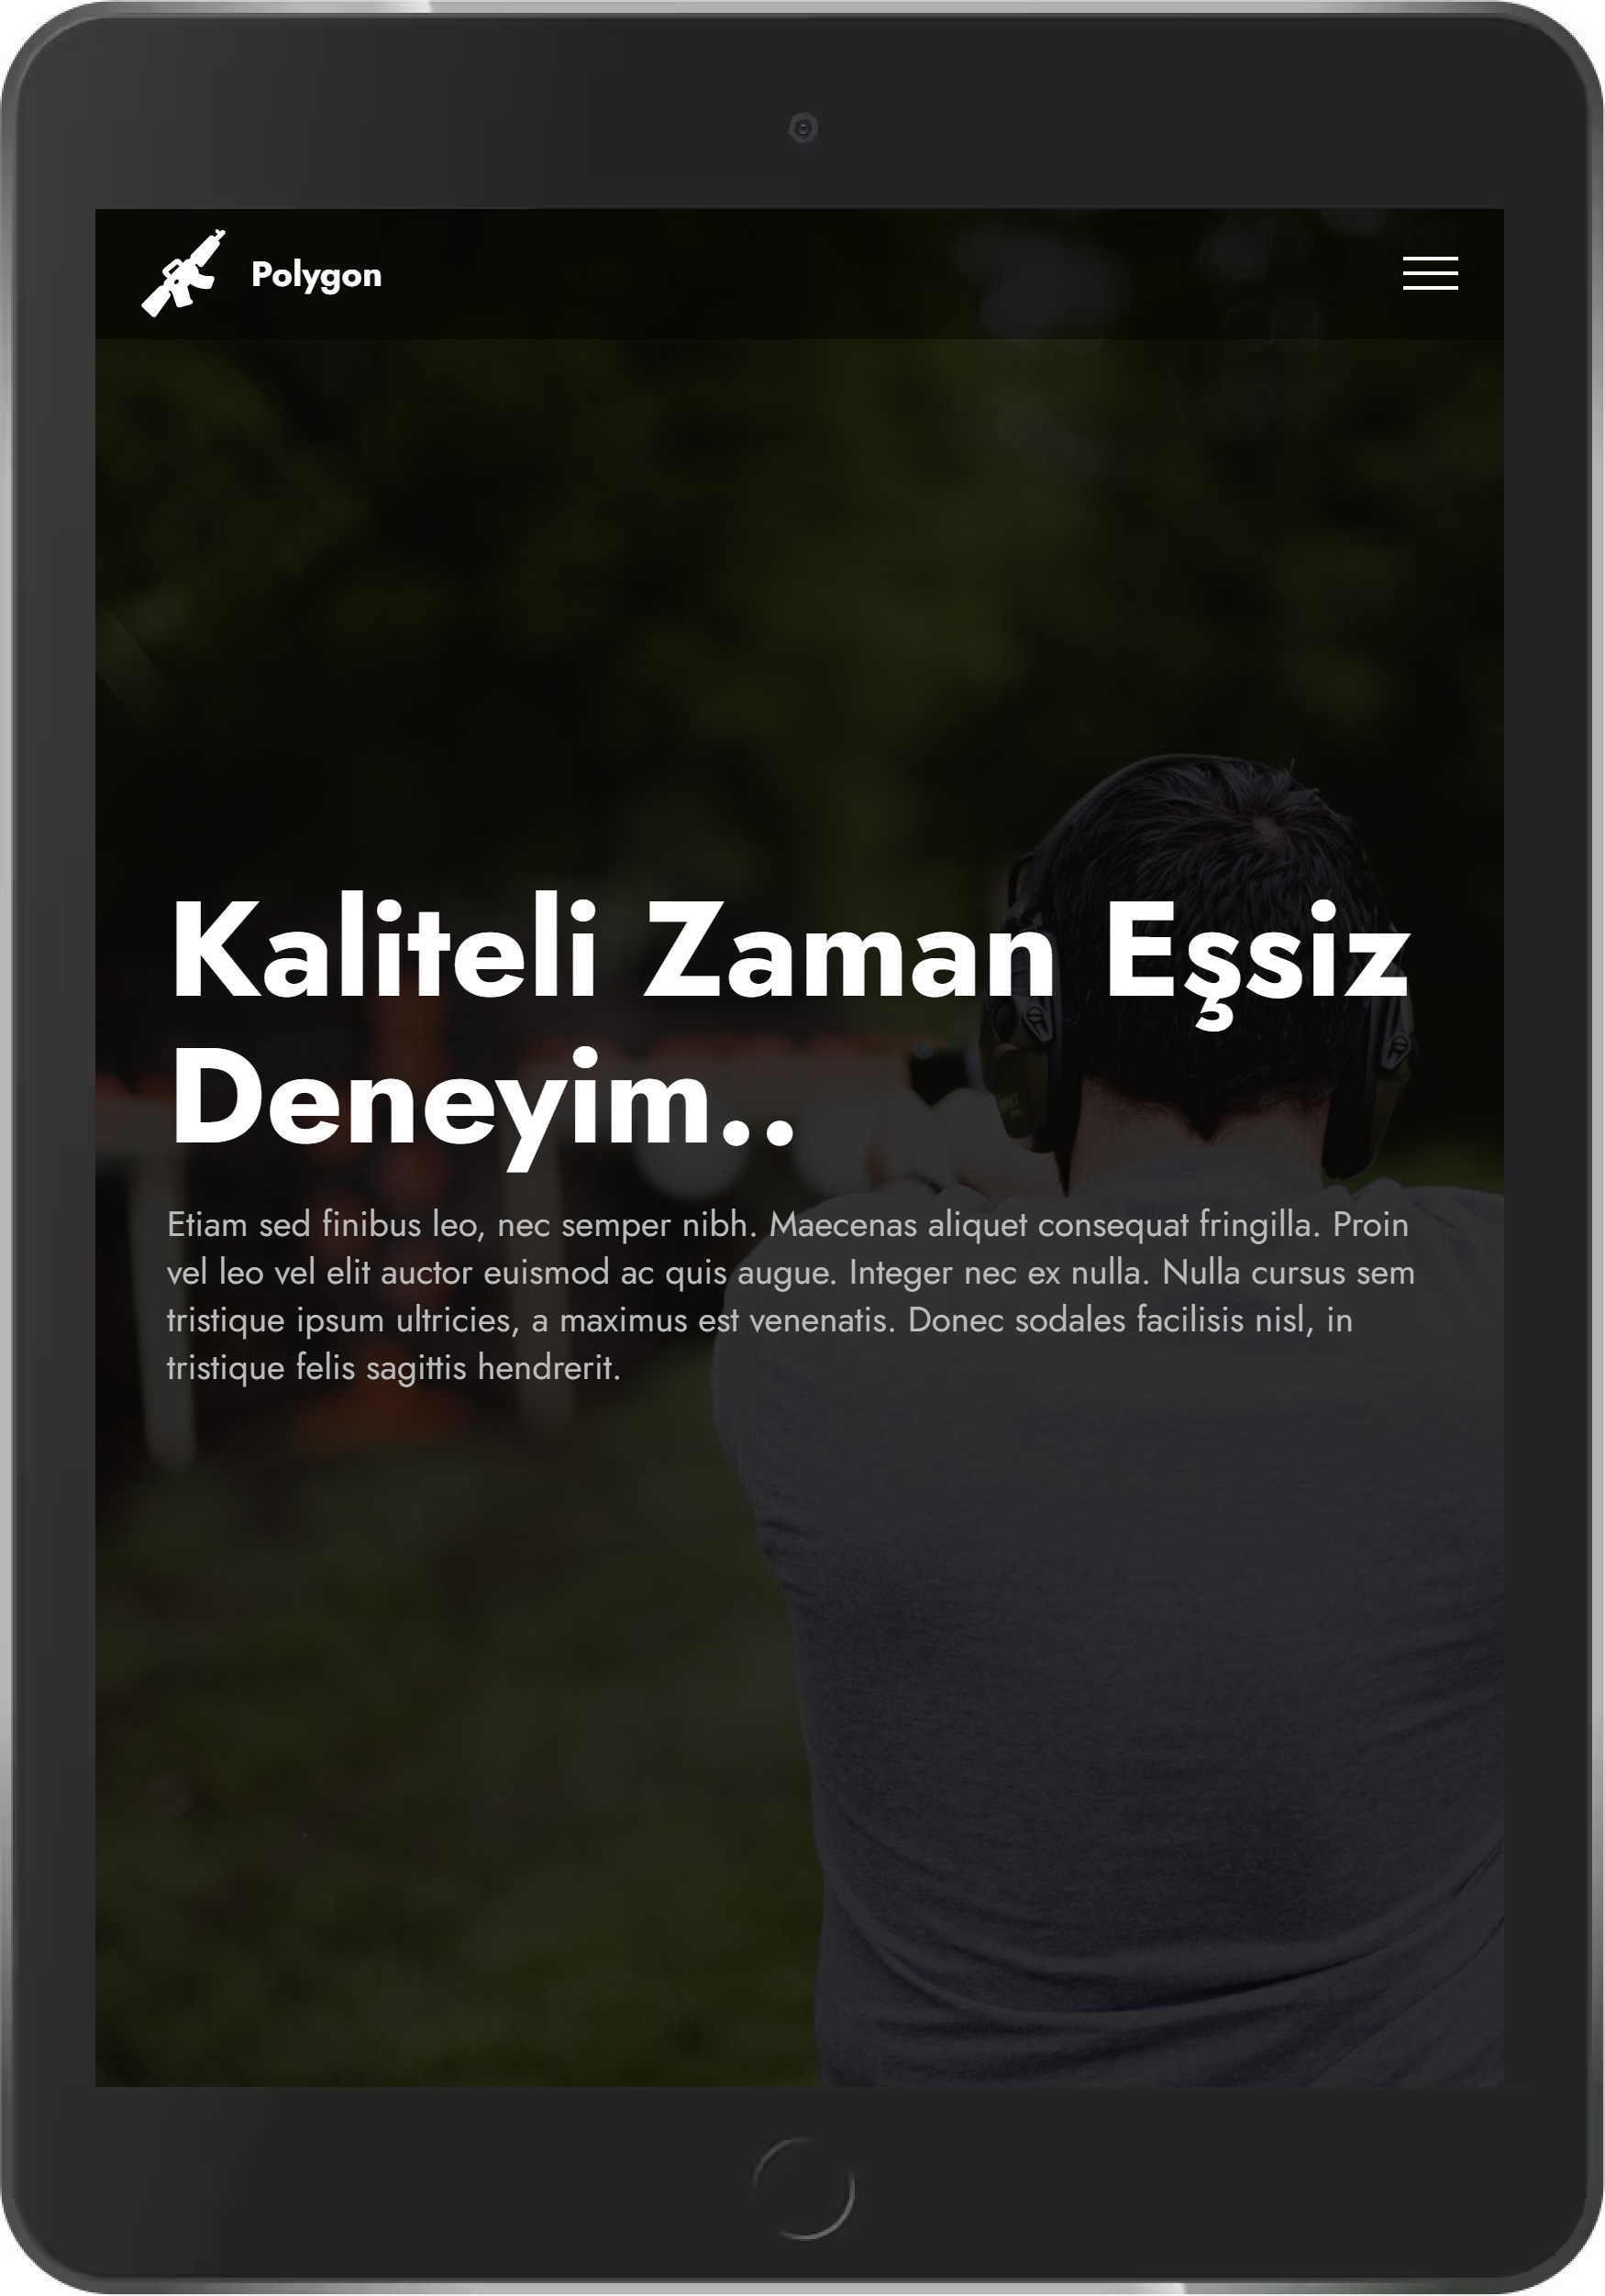 Polygon
Kaliteli Zaman Eşsiz
Deneyim..
Etiam sed finibus leo, nec semper nibh. Maecenas aliquet consequat fringilla. Proin
vel leo vel elit auctor euismod ac quis augue. Integer nec ex nulla. Nulla cursus sem
tristique ipsum ultricies, a maximus est venenatis. Donec sodales facilisis nisl, in
tristique felis sagittis hendrerit.